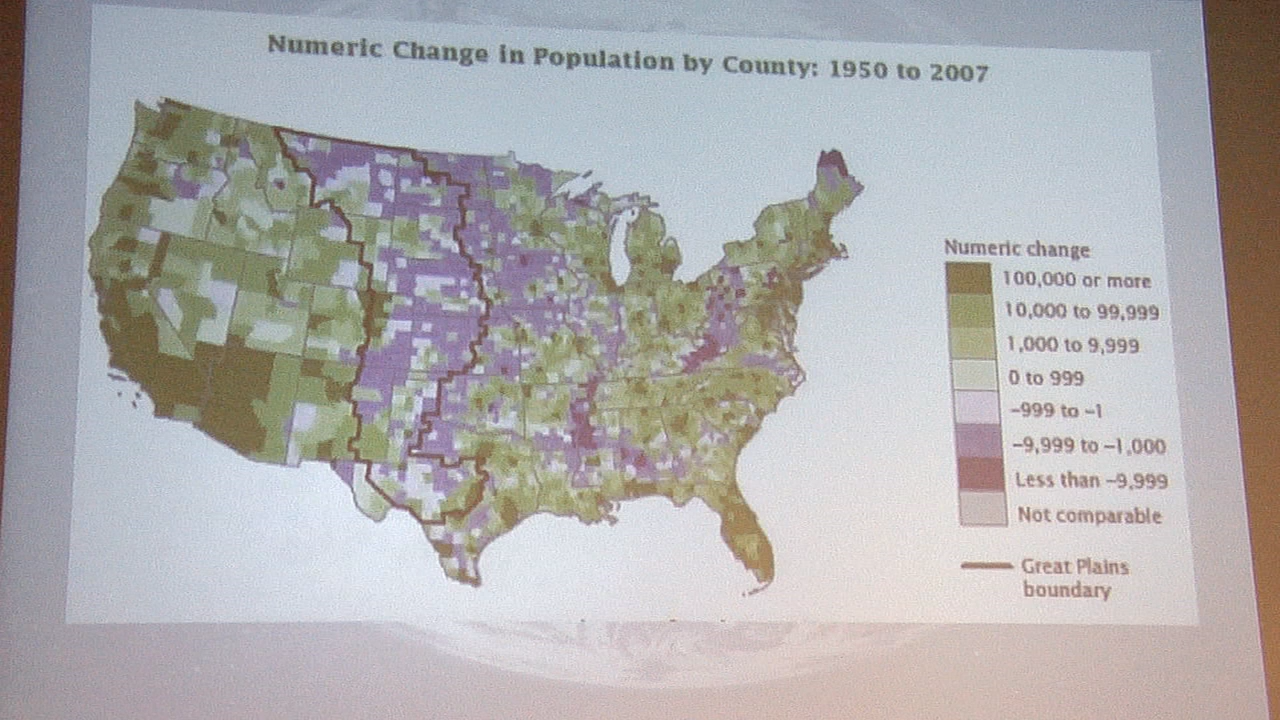 Numeric Change in Population by County: 1950 to 2007
Numeric change
100,000 or more
10,000 to 99,999
1,000 to 9,999
0 to 999
–999 to –1
–9,999 to –1,000
Less than –9,999
Not comparable
Great Plains
boundary